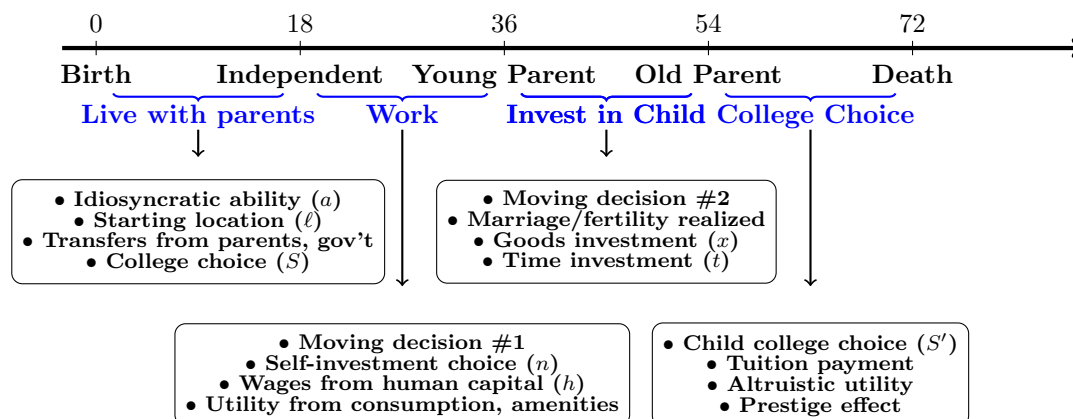 0 18 36 54 72
Birth Independent Young Parent Old Parent Death
Live with parents Work Invest in Child College Choice
• Idiosyncratic ability (a)
• Starting location (ℓ)
• Transfers from parents, gov't
• College choice (S)
• Moving decision #2
• Marriage/fertility realized
• Goods investment (x)
• Time investment (t)
• Moving decision #1
• Self-investment choice (n)
• Wages from human capital (h)
• Utility from consumption, amenities
• Child college choice (S′)
• Tuition payment
• Altruistic utility
• Prestige effect